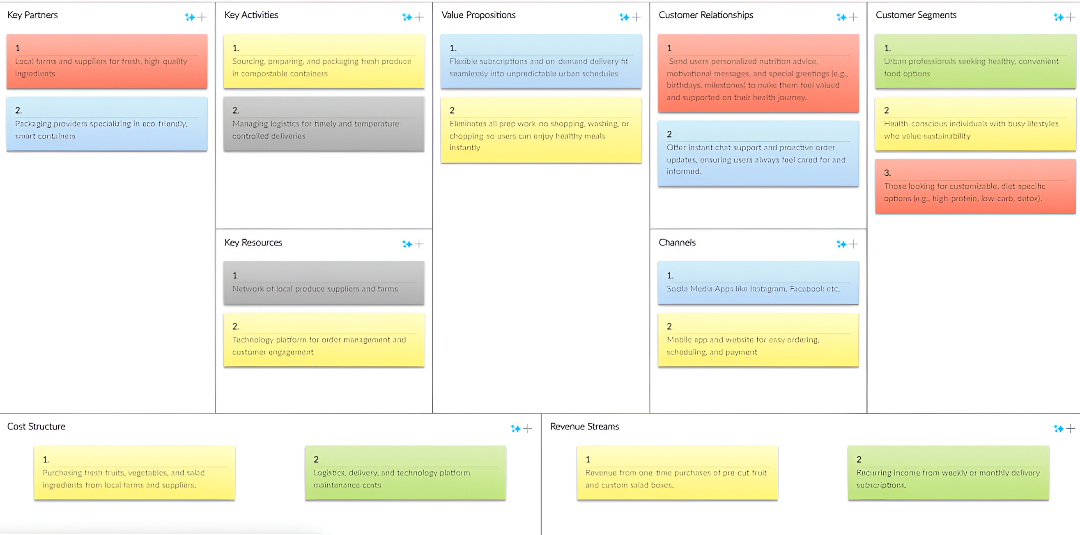 Key Partners
1
Local farms and suppliers for fresh, high-quality
ingredients
2.
Packaging providers specializing in eco-friendly,
smart containers
Key Activities
1.
Sourcing, preparing, and packaging fresh produce
in compostable containers
2.
Managing logistics for timely and temperature
controlled deliveries
Key Resources
1
Network of local produce suppliers and farms
2.
Technology platform for order management and
customer engagement
Value Propositions
1.
Flexible subscriptions and on-demand delivery fit
seamlessly into unpredictable urban schedules
2
Eliminates all prep work-no shopping, washing, or
chopping so users can enjoy healthy meals
instantly
Customer Relationships
1
Send users personalized nutrition advice,
motivational messages, and special greetings (e.g.,
birthdays, milestones) to make them feel valued
and supported on their health journey.
2
Offer instant chat support and proactive order
updates, ensuring users always feel cared for and
informed.
Channels
1.
Social Media Apps like Instagram, Facebook etc.
2
Mobile app and website for easy ordering,
scheduling, and payment
Customer Segments
1.
Urban professionals seeking healthy, convenient
food options
2
Health-conscious individuals with busy lifestyles
who value sustainability
3.
Those looking for customizable, diet-specific
options (e.g., high-protein, low-carb, detox).
Cost Structure
1.
Purchasing fresh fruits, vegetables, and salad
ingredients from local farms and suppliers.
2
Logistics, delivery, and technology platform
maintenance costs
Revenue Streams
1
Revenue from one-time purchases of pre-cut fruit
and custom salad boxes.
2
Recurring income from weekly or monthly delivery
subscriptions.